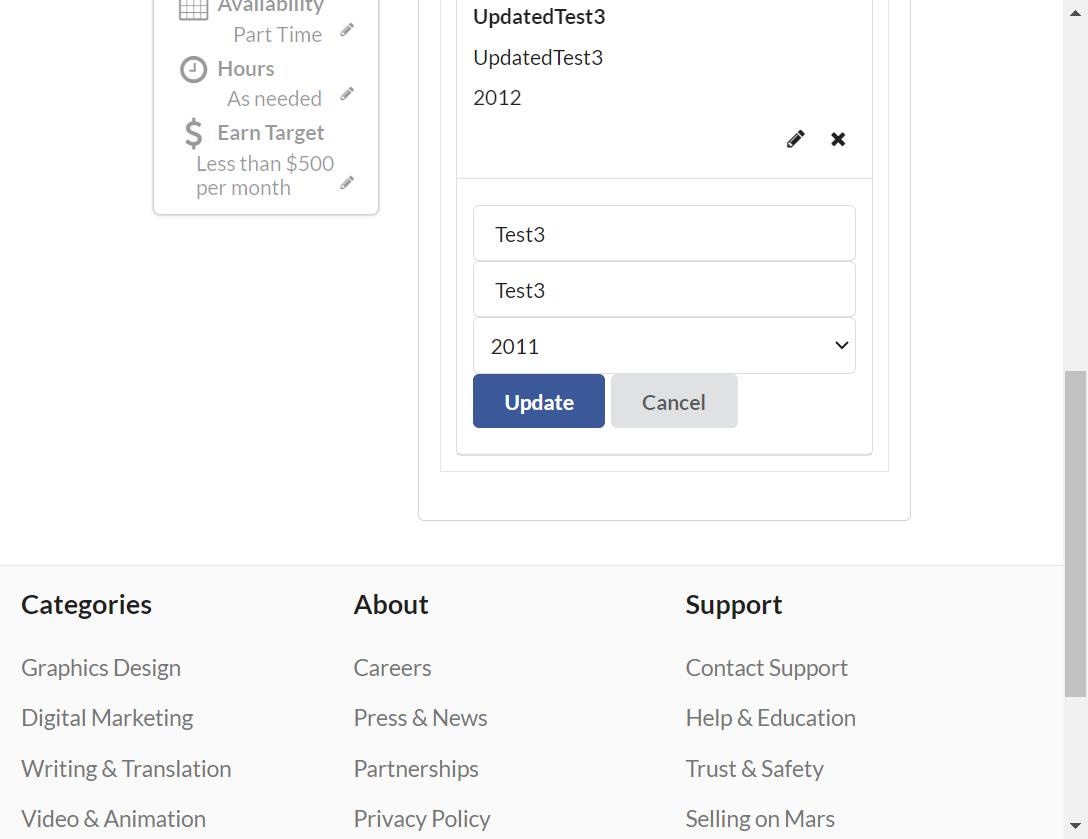 Availability
Part Time
Hours
As needed
Earn Target
Less than $500
per month
UpdatedTest3
UpdatedTest3
2012
Test3
Test3
2011
Update Cancel
Categories
Graphics Design
Digital Marketing
Writing & Translation
Video & Animation
About
Careers
Press & News
Partnerships
Privacy Policy
Support
Contact Support
Help & Education
Trust & Safety
Selling on Mars